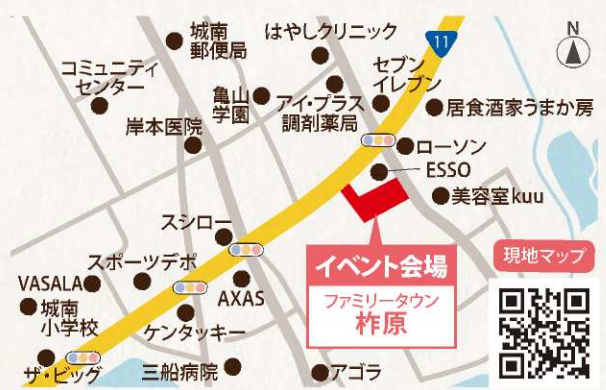 城南
郵便局
はやしクリニック
11
N
コミュニティ
センター
亀山
学園
アイ・プラス
調剤薬局
セブン
イレブン
居食酒家うまか房
岸本医院
ローソン
ESSO
美容室kuu
スシロー
イベント会場
ファミリータウン
柞原
現地マップ
スポーツデポ
VASALA
AXAS
城南
小学校
ケンタッキー
ザ・ビッグ
三船病院
アゴラ